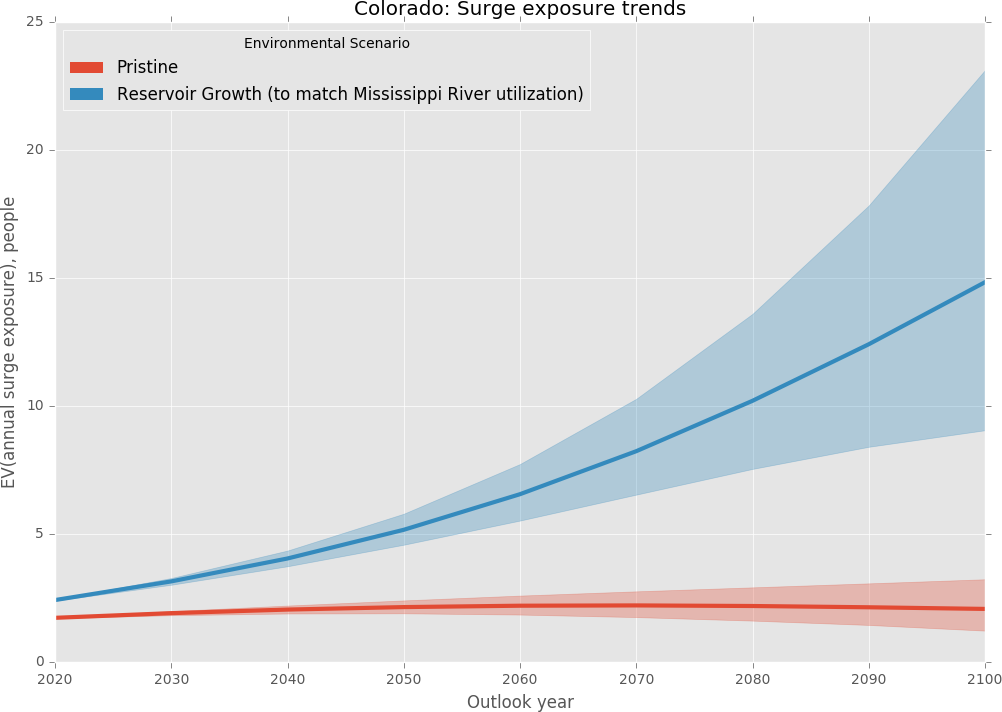 Colorado: Surge exposure trends
Environmental Scenario
Pristine
Reservoir Growth (to match Mississippi River utilization)
EV(annual surge exposure), people
25
20
15
10
5
0
2020 2030 2040 2050 2060 2070 2080 2090 2100
Outlook year